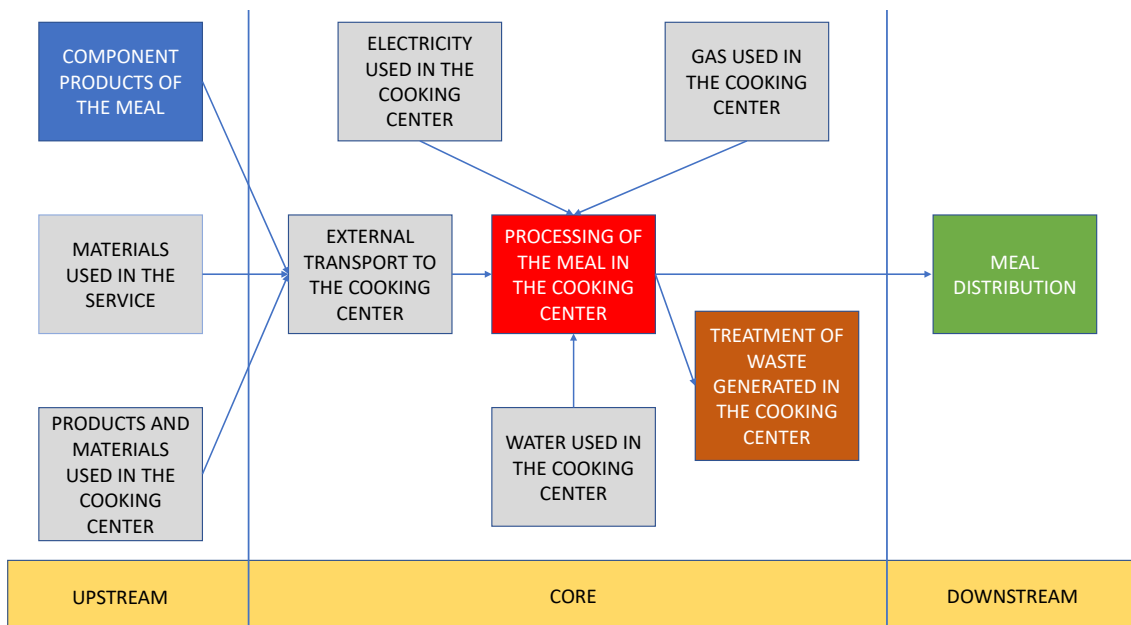 COMPONENT
PRODUCTS OF
THE MEAL
ELECTRICITY
USED IN THE
COOKING
CENTER
GAS USED IN
THE COOKING
CENTER
MATERIALS
USED IN THE
SERVICE
EXTERNAL
TRANSPORT TO
THE COOKING
CENTER
PROCESSING OF
THE MEAL IN
THE COOKING
CENTER
MEAL
DISTRIBUTION
TREATMENT OF
WASTE
GENERATED IN
THE COOKING
CENTER
PRODUCTS AND
MATERIALS
USED IN THE
COOKING
CENTER
WATER USED IN
THE COOKING
CENTER
UPSTREAM
CORE
DOWNSTREAM